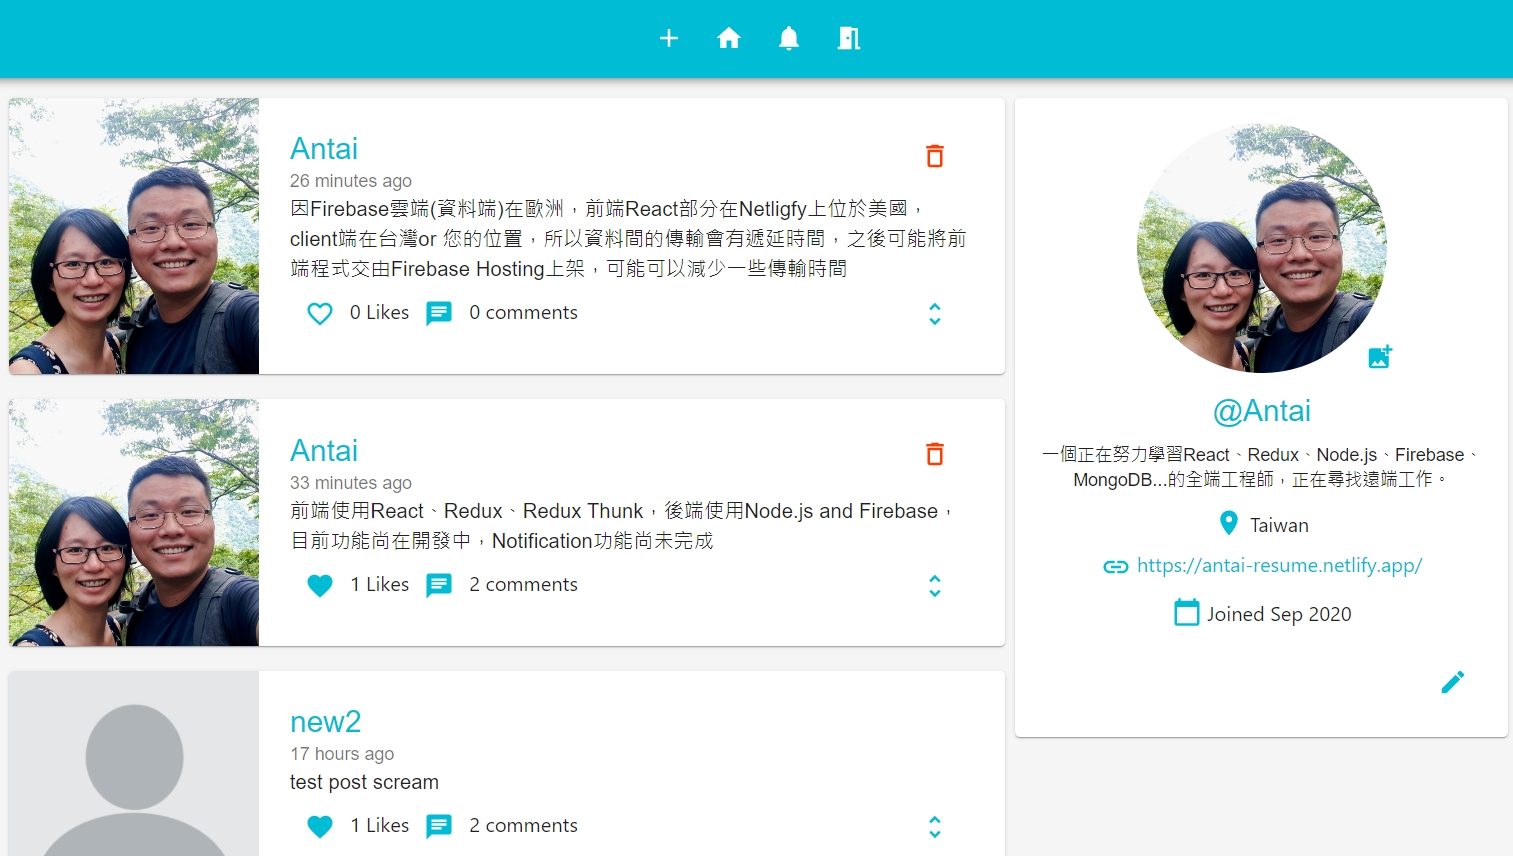 Antai
26 minutes ago
因Firebase雲端(資料端)在歐洲，前端React部分在Netligfy上位於美國，
client端在台灣or 您的位置，所以資料間的傳輸會有遲延時間，之後可能將前
端程式交由Firebase Hosting上架，可能可以減少一些傳輸時間
0 Likes 0 comments
Antai
33 minutes ago
前端使用React、Redux、Redux Thunk，後端使用Node.js and Firebase，
目前功能尚在開發中，Notification功能尚未完成
1 Likes 2 comments
new2
17 hours ago
test post scream
1 Likes 2 comments
@Antai
一個正在努力學習React、Redux、Node.js、Firebase、
MongoDB...的全端工程師，正在尋找遠端工作。
Taiwan
https://antai-resume.netlify.app/
Joined Sep 2020